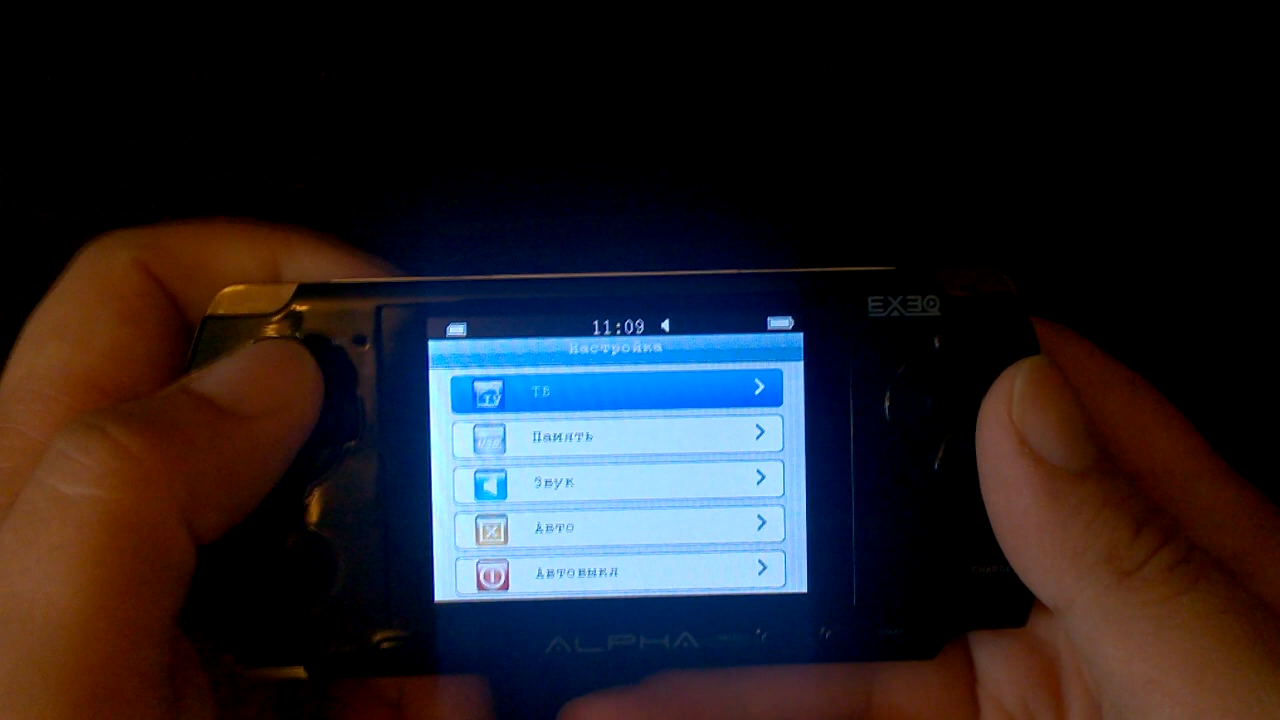 EXEQ
11:09
Настройка
ТВ
Память
Звук
Авто
Автовыкл
ALPHA